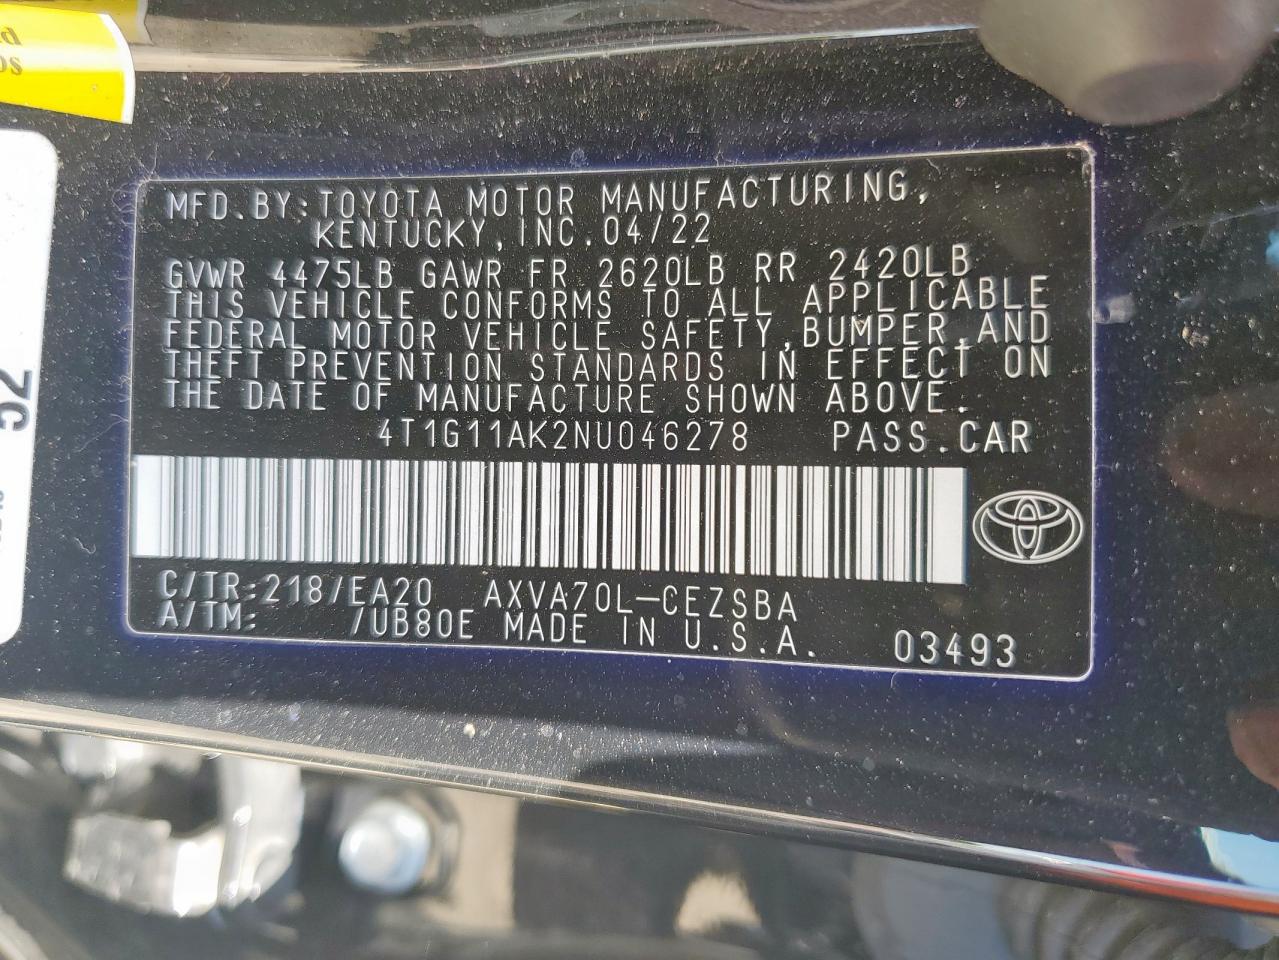 MFD.BY:TOYOTA MOTOR MANUFACTURING,
KENTUCKY,INC.04/22
GVWR 4475LB GAWR FR 2620LB RR 2420LB
THIS VEHICLE CONFORMS TO ALL APPLICABLE
FEDERAL MOTOR VEHICLE SAFETY,BUMPER,AND
THEFT PREVENTION STANDARDS IN EFFECT ON
THE DATE OF MANUFACTURE SHOWN ABOVE.
4T1G11AK2NU046278 PASS.CAR
C/TR:218/EA20 AXVA70L-CEZSBA
A/TM: /UB80E MADE IN U.S.A. 03493
52